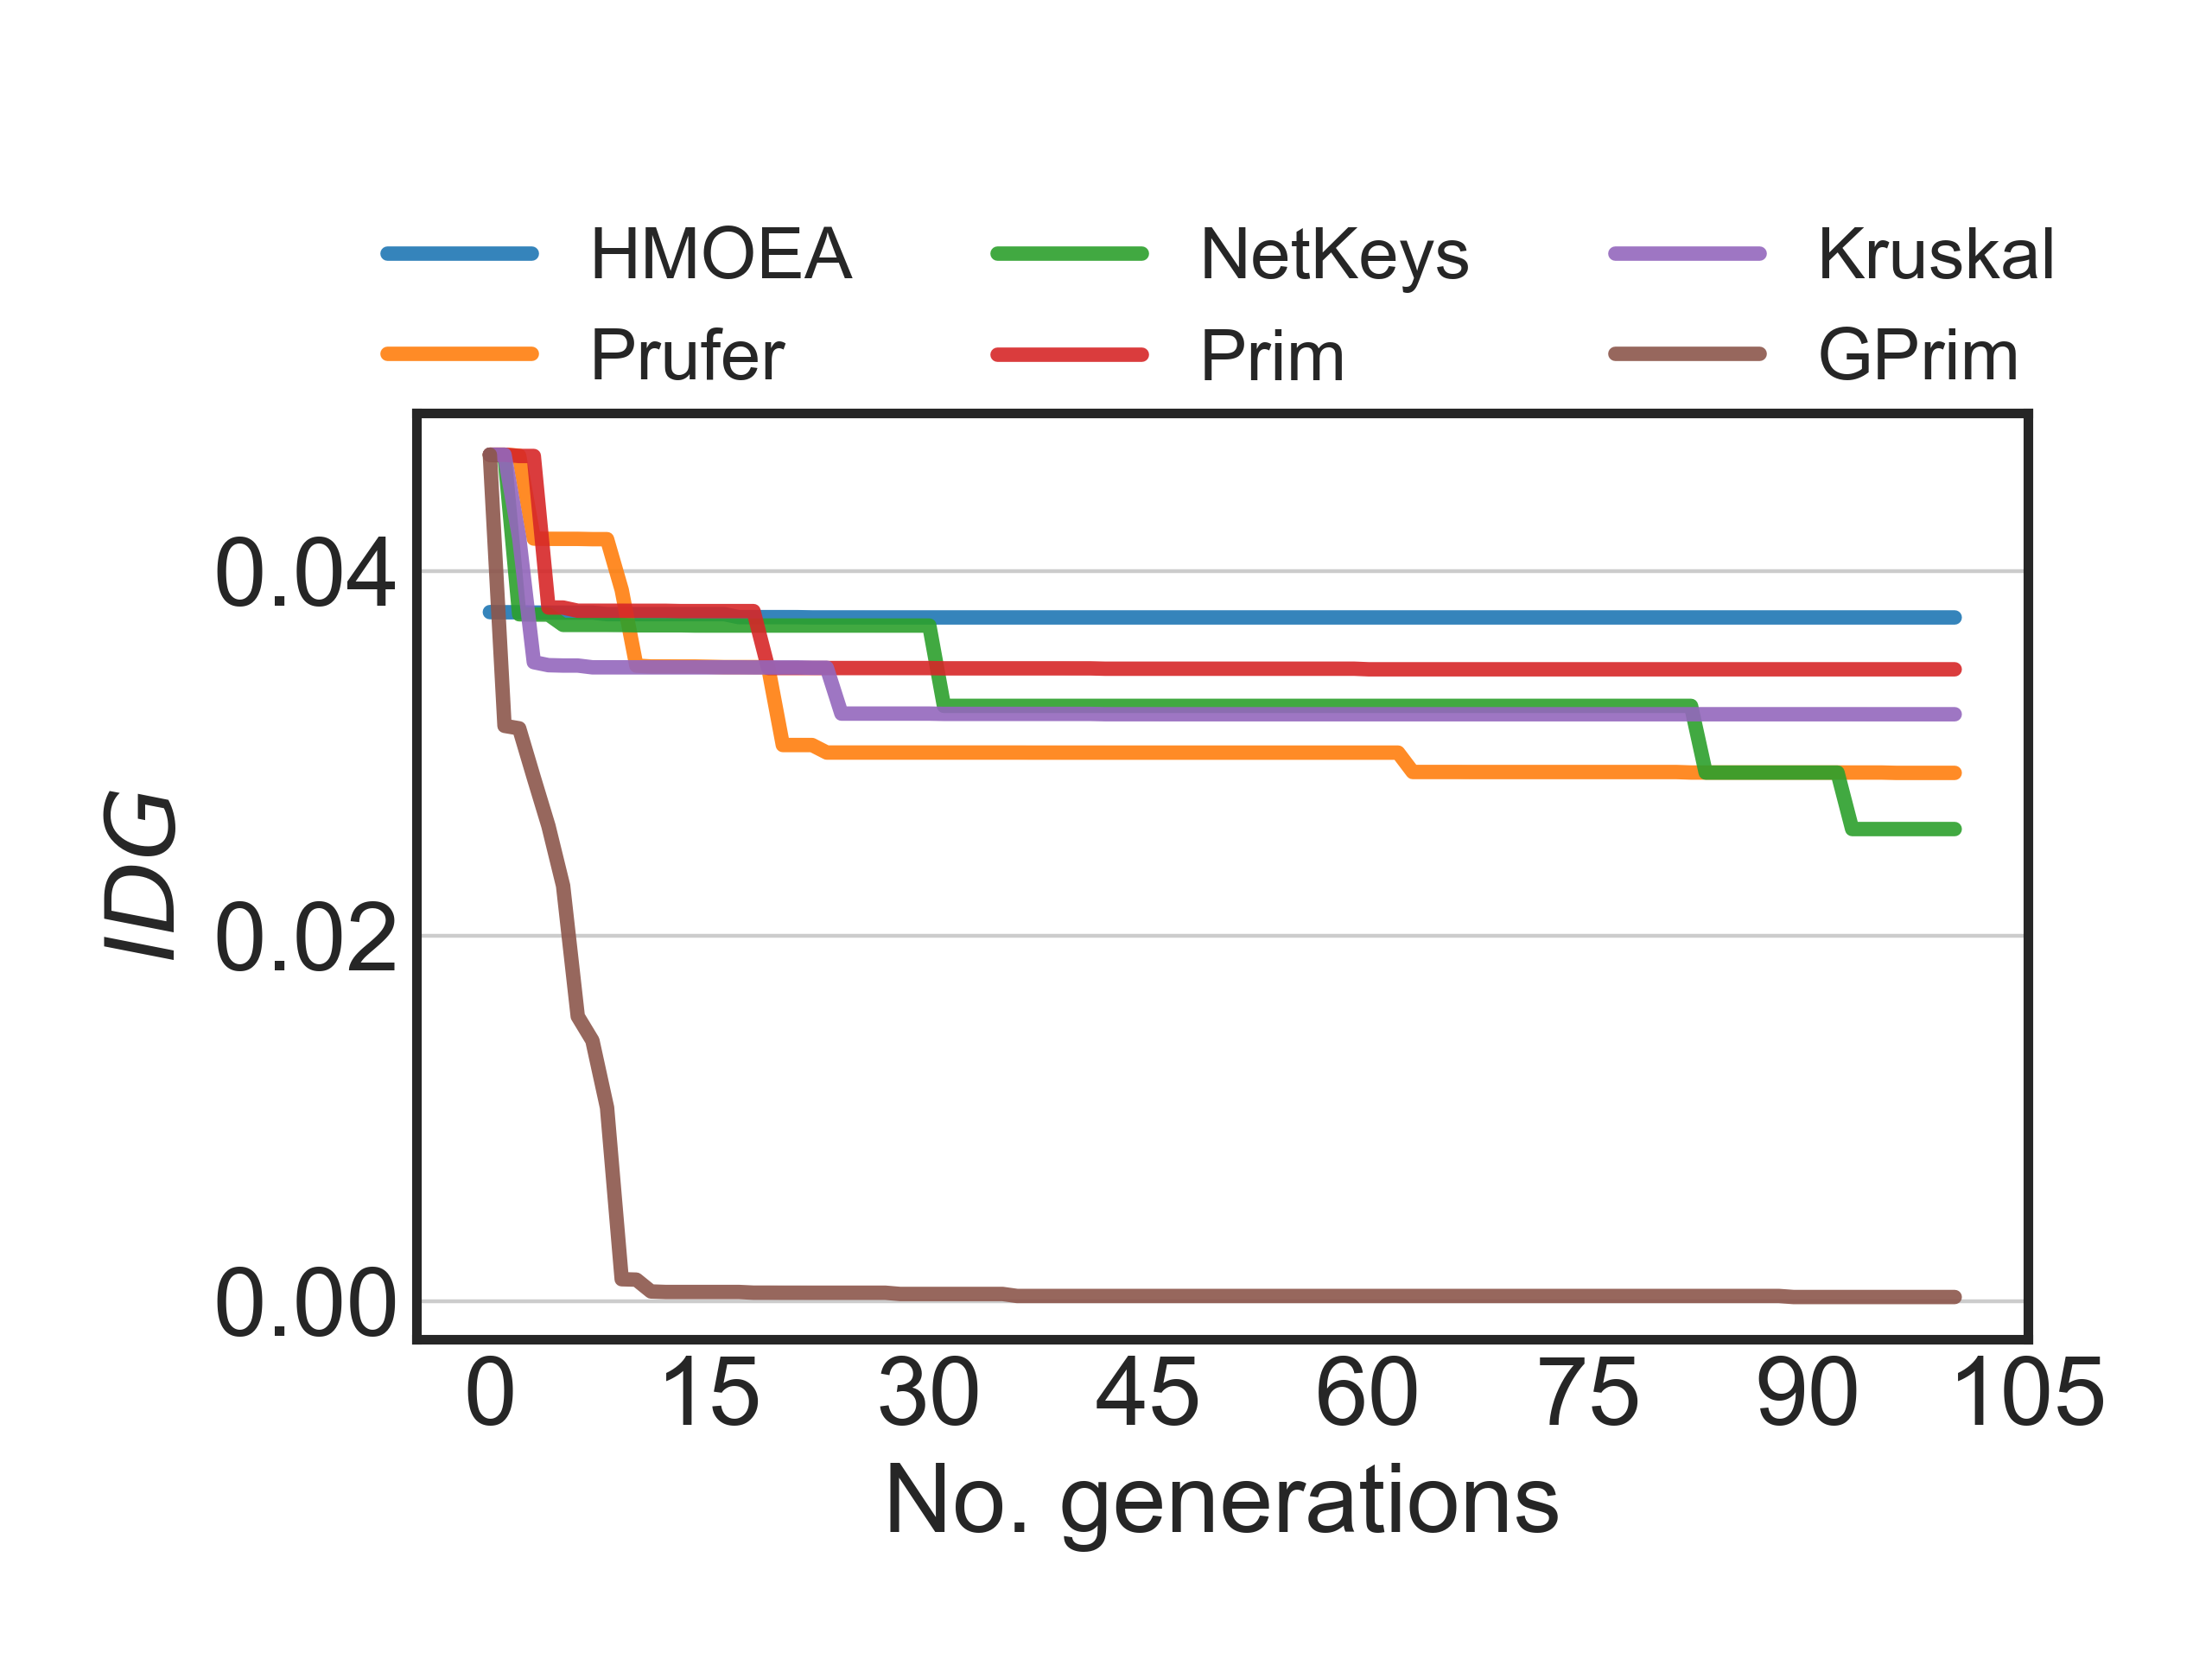 HMOEA NetKeys Kruskal
Prufer Prim GPrim
0.04
0.02
0.00
IDG
0 15 30 45 60 75 90 105
No. generations